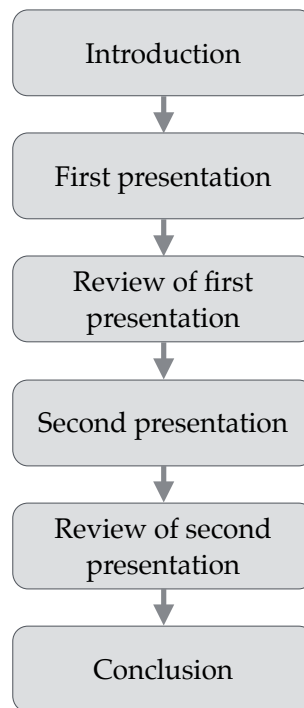 Introduction
First presentation
Review of first
presentation
Second presentation
Review of second
presentation
Conclusion